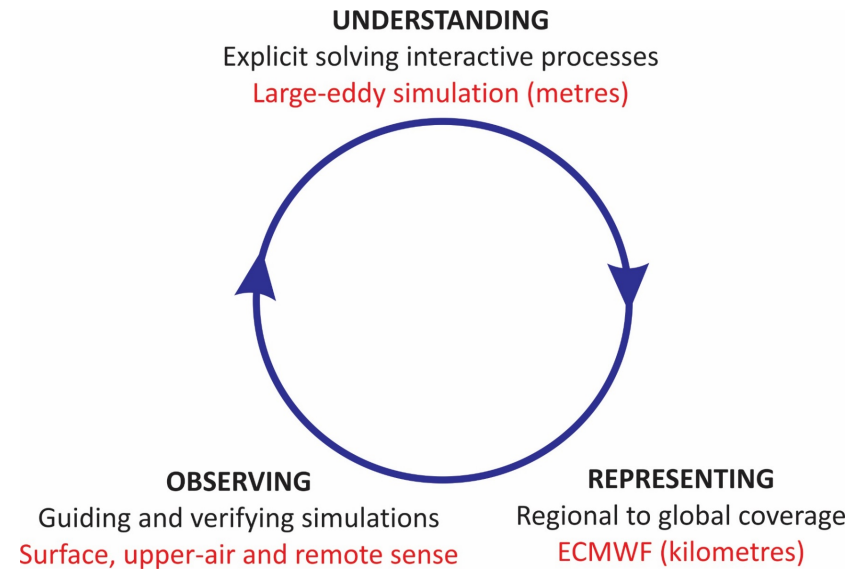 UNDERSTANDING
Explicit solving interactive processes
Large-eddy simulation (metres)
OBSERVING
Guiding and verifying simulations
Surface, upper-air and remote sense
REPRESENTING
Regional to global coverage
ECMWF (kilometres)